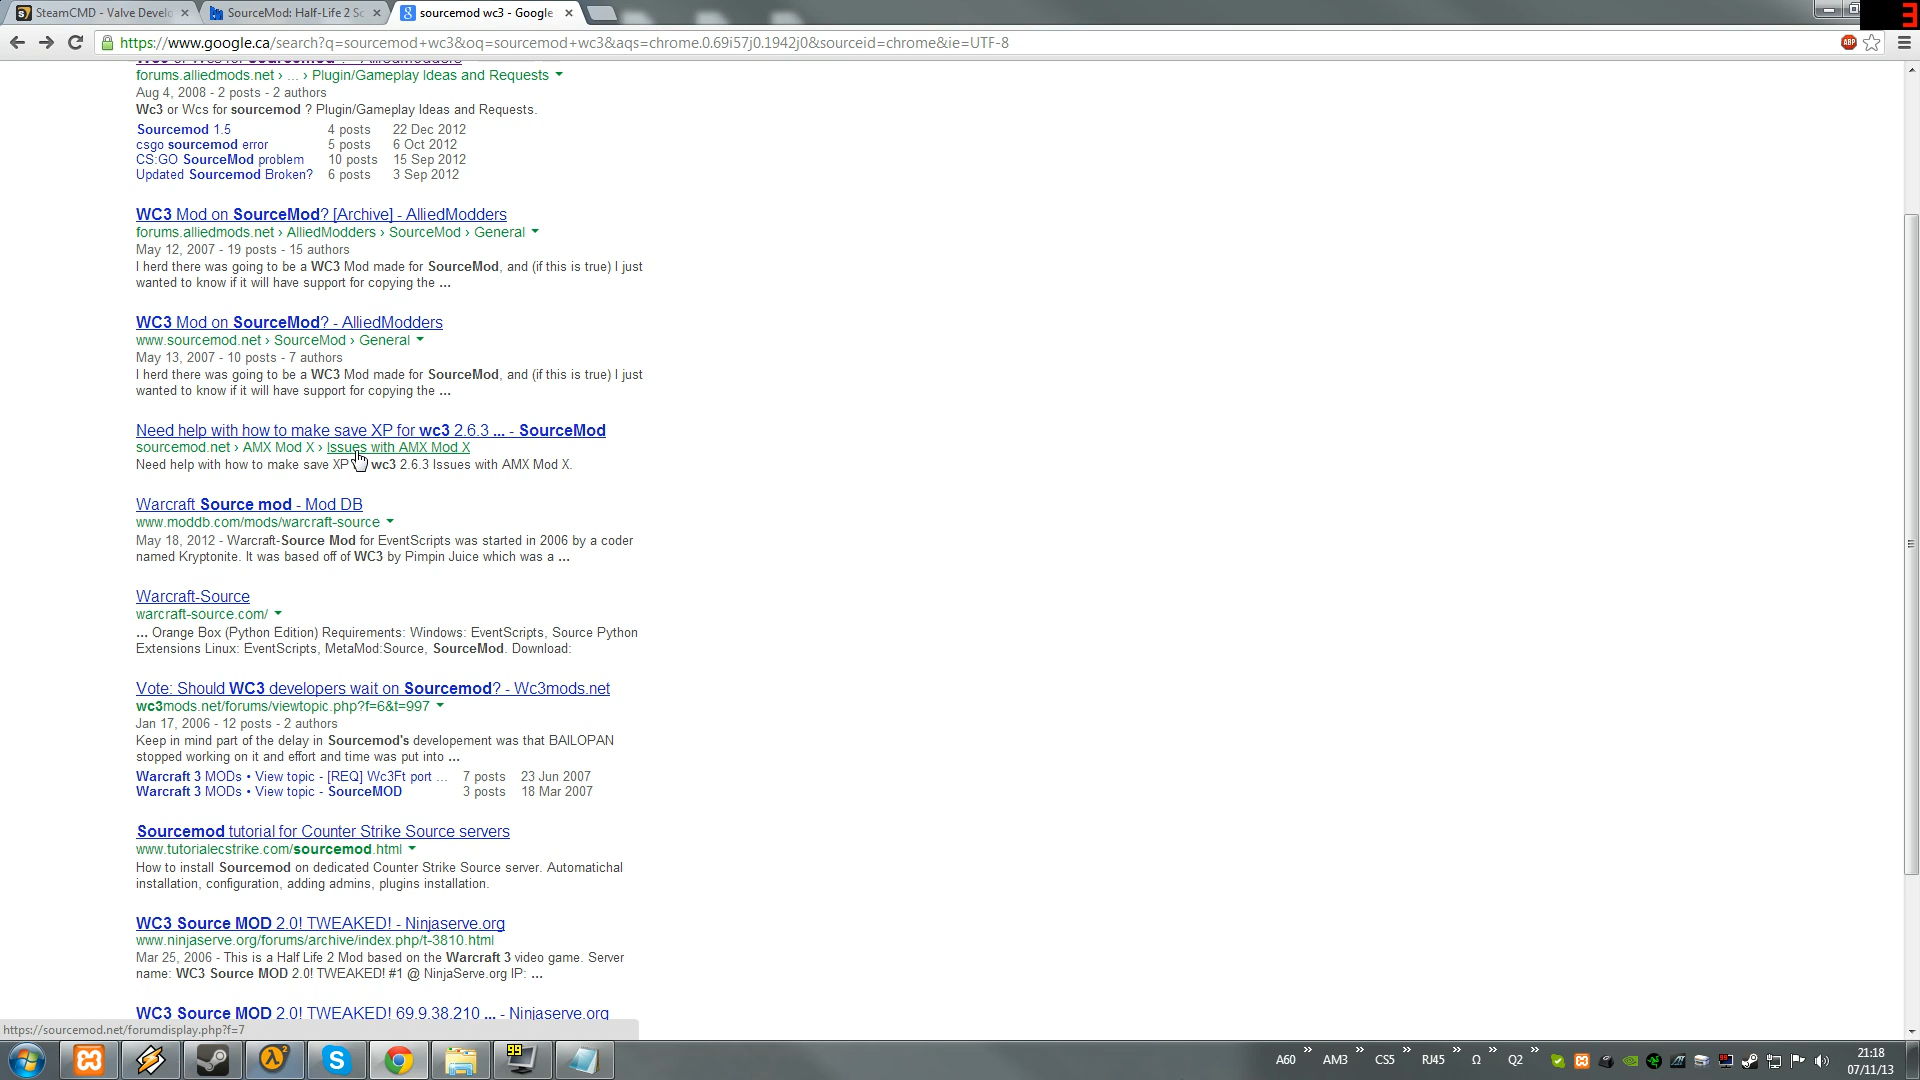 SteamCMD - Valve Develo
SourceMod: Half-Life 2 Sc
sourcemod wc3 - Google
3
https://www.google.ca/search?q=sourcemod+wc3&oq=sourcemod+wc3&aqs=chrome.0.69i57j0.1942j0&sourceid=chrome&ie=UTF-8
ABP
Wc3 or Wcs for Sourcemod ? - AlliedModders
forums.alliedmods.net › ... › Plugin/Gameplay Ideas and Requests
Aug 4, 2008 - 2 posts - 2 authors
Wc3 or Wcs for sourcemod ? Plugin/Gameplay Ideas and Requests.
Sourcemod 1.5 4 posts 22 Dec 2012
csgo sourcemod error 5 posts 6 Oct 2012
CS:GO SourceMod problem 10 posts 15 Sep 2012
Updated Sourcemod Broken? 6 posts 3 Sep 2012
WC3 Mod on SourceMod? [Archive] - AlliedModders
forums.alliedmods.net › AlliedModders › SourceMod › General
May 12, 2007 - 19 posts - 15 authors
I herd there was going to be a WC3 Mod made for SourceMod, and (if this is true) I just
wanted to know if it will have support for copying the ...
WC3 Mod on SourceMod? - AlliedModders
www.sourcemod.net › SourceMod › General
May 13, 2007 - 10 posts - 7 authors
I herd there was going to be a WC3 Mod made for SourceMod, and (if this is true) I just
wanted to know if it will have support for copying the ...
Need help with how to make save XP for wc3 2.6.3 ... - SourceMod
sourcemod.net › AMX Mod X › Issues with AMX Mod X
Need help with how to make save XP wc3 2.6.3 Issues with AMX Mod X.
Warcraft Source mod - Mod DB
www.moddb.com/mods/warcraft-source
May 18, 2012 - Warcraft-Source Mod for EventScripts was started in 2006 by a coder
named Kryptonite. It was based off of WC3 by Pimpin Juice which was a ...
Warcraft-Source
warcraft-source.com/
... Orange Box (Python Edition) Requirements: Windows: EventScripts, Source Python
Extensions Linux: EventScripts, MetaMod:Source, SourceMod. Download:
Vote: Should WC3 developers wait on Sourcemod? - Wc3mods.net
wc3mods.net/forums/viewtopic.php?f=6&t=997
Jan 17, 2006 - 12 posts - 2 authors
Keep in mind part of the delay in Sourcemod's developement was that BAILOPAN
stopped working on it and effort and time was put into ...
Warcraft 3 MODs • View topic - [REQ] Wc3Ft port ... 7 posts 23 Jun 2007
Warcraft 3 MODs • View topic - SourceMOD 3 posts 18 Mar 2007
Sourcemod tutorial for Counter Strike Source servers
www.tutorialecstrike.com/sourcemod.html
How to install Sourcemod on dedicated Counter Strike Source server. Automatichal
installation, configuration, adding admins, plugins installation.
WC3 Source MOD 2.0! TWEAKED! - Ninjaserve.org
www.ninjaserve.org/forums/archive/index.php/t-3810.html
Mar 25, 2006 - This is a Half Life 2 Mod based on the Warcraft 3 video game. Server
name: WC3 Source MOD 2.0! TWEAKED! #1 @ NinjaServe.org IP: ...
WC3 Source MOD 2.0! TWEAKED! 69.9.38.210 ... - Ninjaserve.org
https://sourcemod.net/forumdisplay.php?f=7
99
A60 » AM3 » CS5 » RJ45 » Ω » Q2 »
21:18
07/11/13